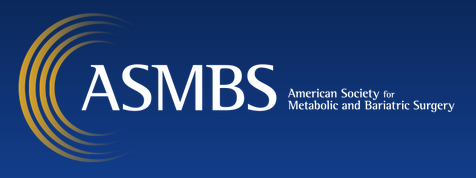 ASMBS
American Society for
Metabolic and Bariatric Surgery